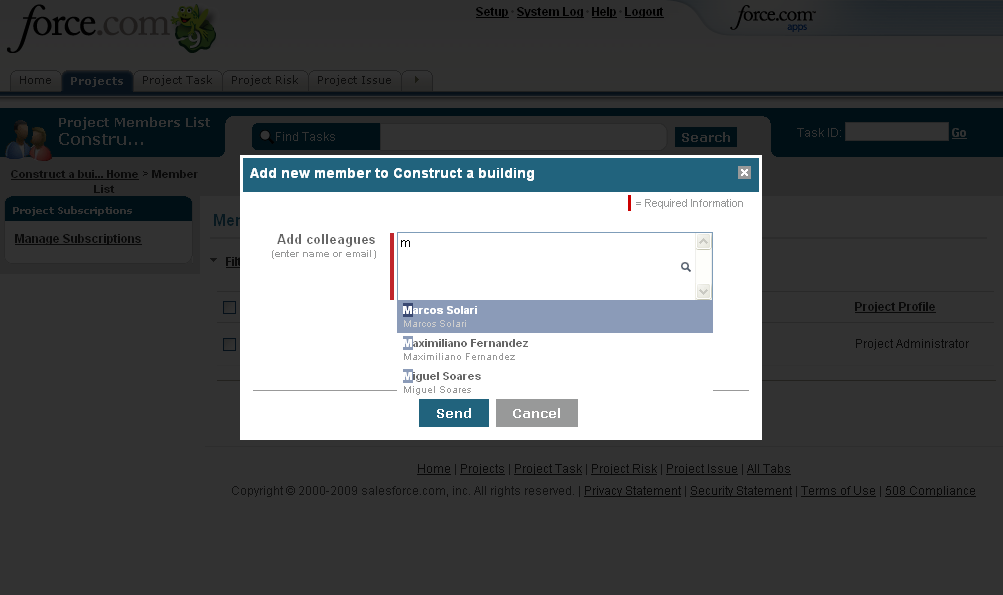 force.com 9
Setup · System Log · Help · Logout
force.com apps
Home Projects Project Task Project Risk Project Issue
Project Members List
Constru...
Find Tasks Search
Task ID: Go
Construct a bui... Home > Member List
Project Subscriptions
Manage Subscriptions
Add new member to Construct a building
= Required Information
Add colleagues
(enter name or email)
m
Marcos Solari
Marcos Solari
Maximiliano Fernandez
Maximiliano Fernandez
Miguel Soares
Miguel Soares
Send Cancel
Mem
Filt
Project Profile
Project Administrator
Home | Projects | Project Task | Project Risk | Project Issue | All Tabs
Copyright © 2000-2009 salesforce.com, inc. All rights reserved. | Privacy Statement | Security Statement | Terms of Use | 508 Compliance